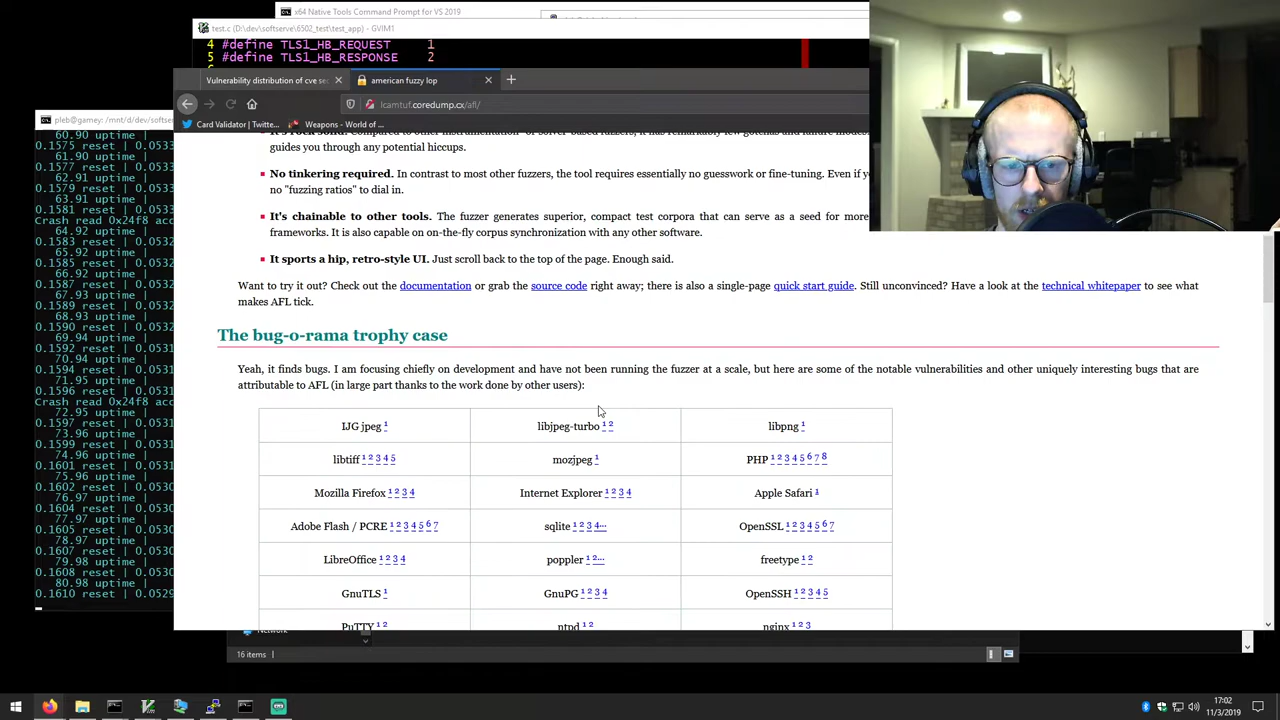 x64 Native Tools Command Prompt for VS 2019
test.c (D:\dev\softserve\6502_test\test_app) - GVIM1
4 #define TLS1_HB_REQUEST 1
5 #define TLS1_HB_RESPONSE 2
Vulnerability distribution of cve sec
american fuzzy lop
lcamtuf.coredump.cx/afl/
Card Validator | Twitte...
Weapons - World of ...
pleb@gamey: /mnt/d/dev/softse
60.90 uptime |
0.1575 reset | 0.0533
61.90 uptime |
0.1577 reset | 0.0533
62.91 uptime |
0.1579 reset | 0.0533
63.91 uptime |
0.1581 reset | 0.0533
Crash read 0x24f8 acc
64.92 uptime |
0.1583 reset | 0.0532
65.92 uptime |
0.1585 reset | 0.0532
66.92 uptime |
0.1586 reset | 0.0532
67.93 uptime |
0.1588 reset | 0.0531
68.93 uptime |
0.1590 reset | 0.0531
69.94 uptime |
0.1592 reset | 0.0531
70.94 uptime |
0.1594 reset | 0.0531
71.95 uptime |
0.1595 reset | 0.0531
Crash read 0x24f8 acc
72.95 uptime |
0.1597 reset | 0.0530
73.96 uptime |
0.1599 reset | 0.0530
74.96 uptime |
0.1601 reset | 0.0530
75.96 uptime |
0.1602 reset | 0.0530
76.97 uptime |
0.1604 reset | 0.0530
77.97 uptime |
0.1605 reset | 0.0530
78.97 uptime |
0.1607 reset | 0.0530
79.98 uptime |
0.1608 reset | 0.0530
80.98 uptime |
0.1610 reset | 0.0529
guides you through any potential hiccups.
No tinkering required. In contrast to most other fuzzers, the tool requires essentially no guesswork or fine-tuning. Even if y
no "fuzzing ratios" to dial in.
It's chainable to other tools. The fuzzer generates superior, compact test corpora that can serve as a seed for more
frameworks. It is also capable on on-the-fly corpus synchronization with any other software.
It sports a hip, retro-style UI. Just scroll back to the top of the page. Enough said.
Want to try it out? Check out the documentation or grab the source code right away; there is also a single-page quick start guide. Still unconvinced? Have a look at the technical whitepaper to see what
makes AFL tick.
The bug-o-rama trophy case
Yeah, it finds bugs. I am focusing chiefly on development and have not been running the fuzzer at a scale, but here are some of the notable vulnerabilities and other uniquely interesting bugs that are
attributable to AFL (in large part thanks to the work done by other users):
IJG jpeg 1 libjpeg-turbo 1 2 libpng 1
libtiff 1 2 3 4 5 mozjpeg 1 PHP 1 2 3 4 5 6 7 8
Mozilla Firefox 1 2 3 4 Internet Explorer 1 2 3 4 Apple Safari 1
Adobe Flash / PCRE 1 2 3 4 5 6 7 sqlite 1 2 3 4... OpenSSL 1 2 3 4 5 6 7
LibreOffice 1 2 3 4 poppler 1 2... freetype 1 2
GnuTLS 1 GnuPG 1 2 3 4 OpenSSH 1 2 3 4 5
PuTTY 1 2 ntpd 1 2 nginx 1 2 3
Network
16 items
17:02
11/3/2019